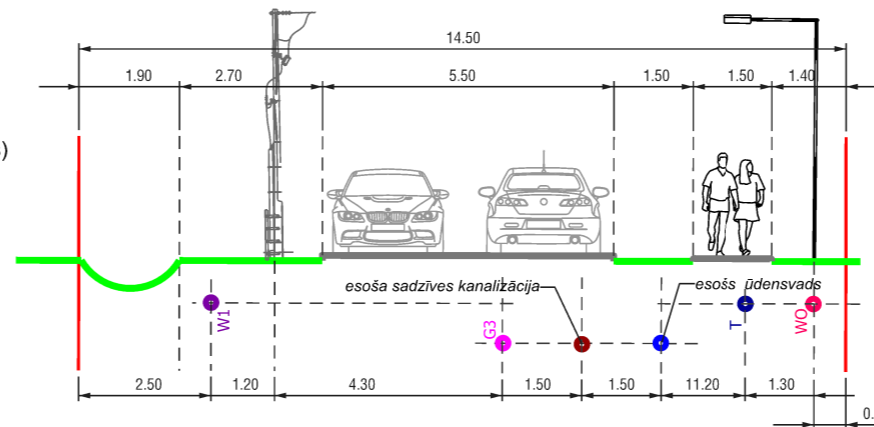 14.50
1.90 2.70 5.50 1.50 1.50 1.40
)
esoša sadzīves kanalizācija esošs ūdensvads
W1 G3 T WO
2.50 1.20 4.30 1.50 1.50 11.20 1.30
0.